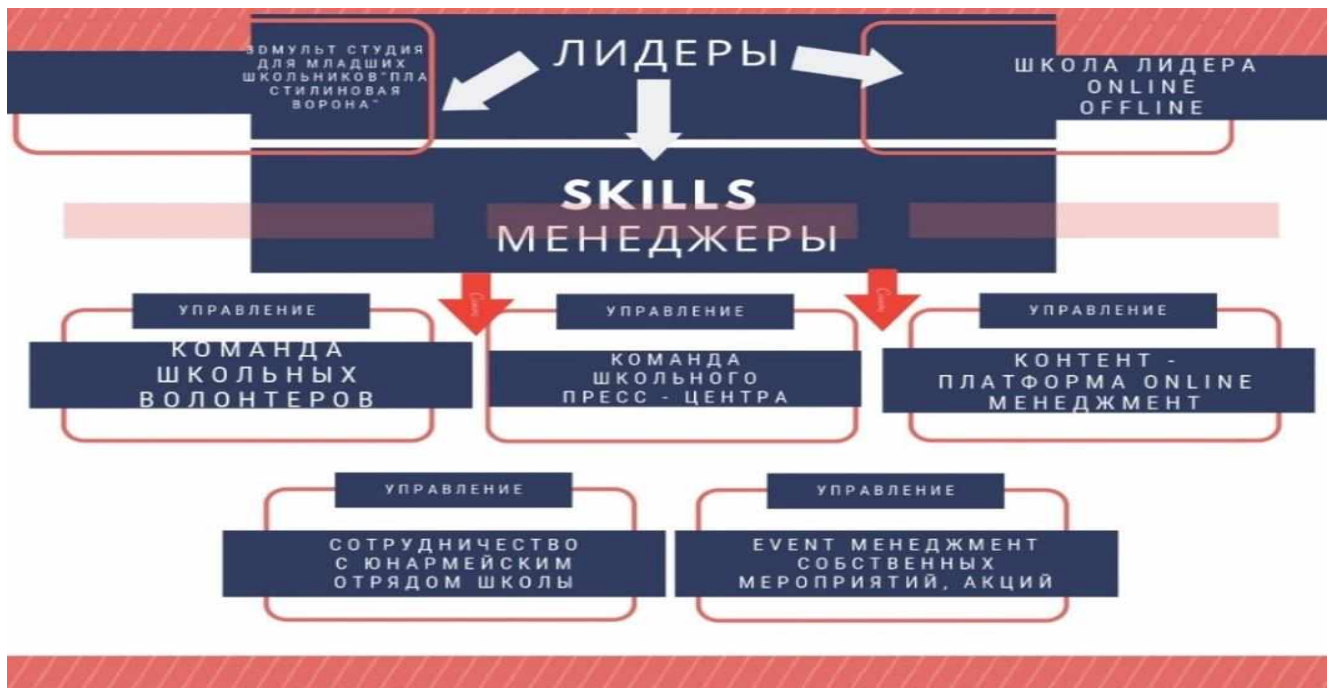 ЛИДЕРЫ
3DМУЛЬТ СТУДИЯ
ДЛЯ МЛАДШИХ
ШКОЛЬНИКОВ"ПЛА
СТИЛИНОВАЯ
ВОРОНА"
ШКОЛА ЛИДЕРА
ONLINE
OFFLINE
SKILLS
МЕНЕДЖЕРЫ
УПРАВЛЕНИЕ
КОМАНДА
ШКОЛЬНЫХ
ВОЛОНТЕРОВ
УПРАВЛЕНИЕ
КОМАНДА
ШКОЛЬНОГО
ПРЕСС - ЦЕНТРА
УПРАВЛЕНИЕ
КОНТЕНТ -
ПЛАТФОРМА ONLINE
МЕНЕДЖМЕНТ
УПРАВЛЕНИЕ
СОТРУДНИЧЕСТВО
С ЮНАРМЕЙСКИМ
ОТРЯДОМ ШКОЛЫ
УПРАВЛЕНИЕ
EVENT МЕНЕДЖМЕНТ
СОБСТВЕННЫХ
МЕРОПРИЯТИЙ, АКЦИЙ